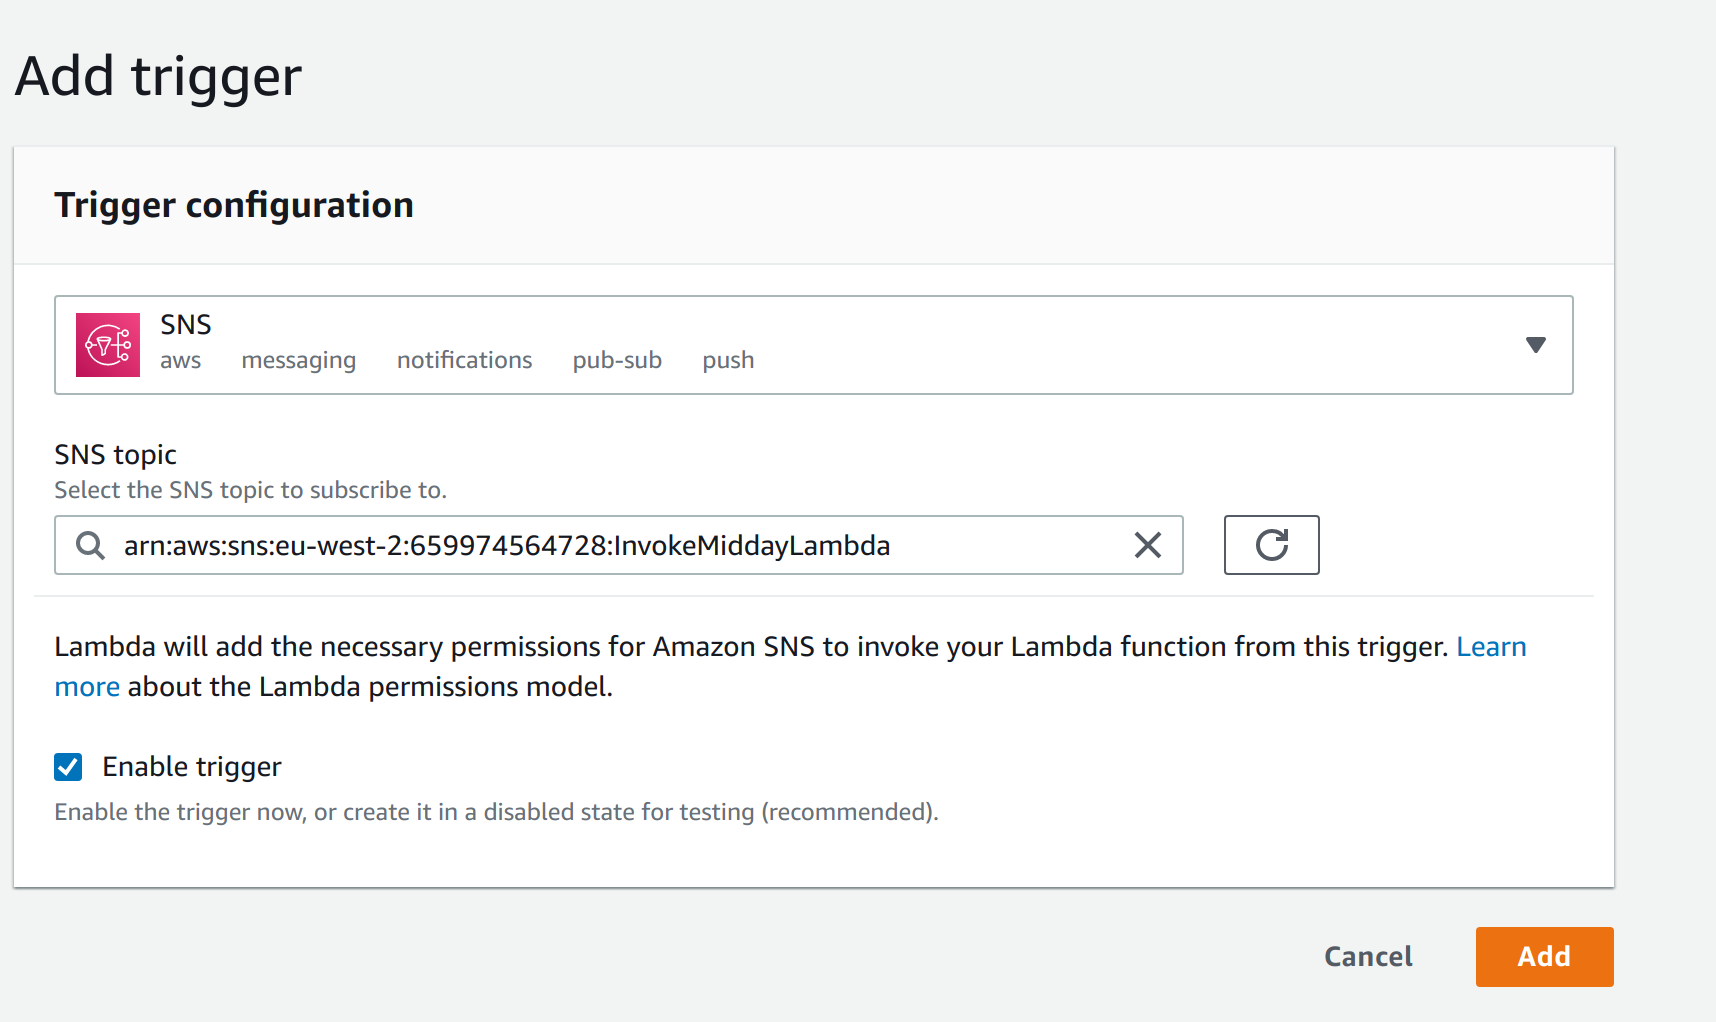 Add trigger
Trigger configuration
SNS
aws messaging notifications pub-sub push
SNS topic
Select the SNS topic to subscribe to.
arn:aws:sns:eu-west-2:659974564728:InvokeMiddayLambda
Lambda will add the necessary permissions for Amazon SNS to invoke your Lambda function from this trigger. Learn
more about the Lambda permissions model.
Enable trigger
Enable the trigger now, or create it in a disabled state for testing (recommended).
Cancel Add